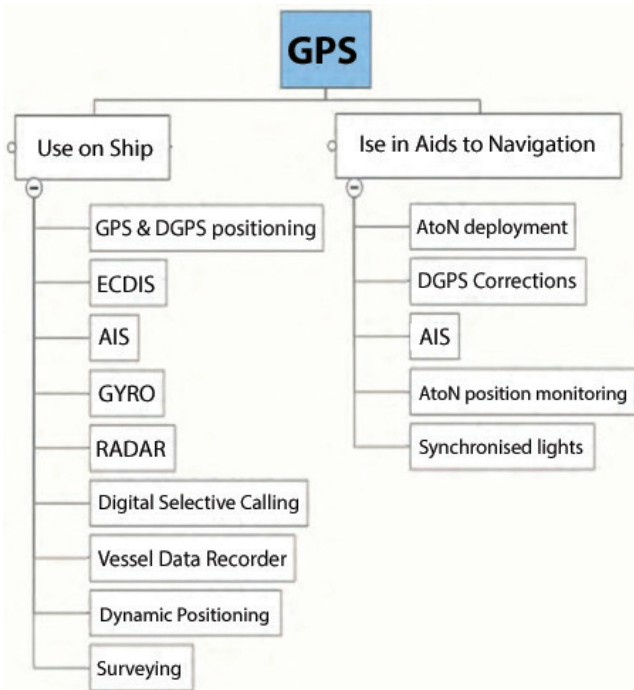 GPS
Use on Ship
Ise in Aids to Navigation
GPS & DGPS positioning
ECDIS
AIS
GYRO
RADAR
Digital Selective Calling
Vessel Data Recorder
Dynamic Positioning
Surveying
AtoN deployment
DGPS Corrections
AIS
AtoN position monitoring
Synchronised lights